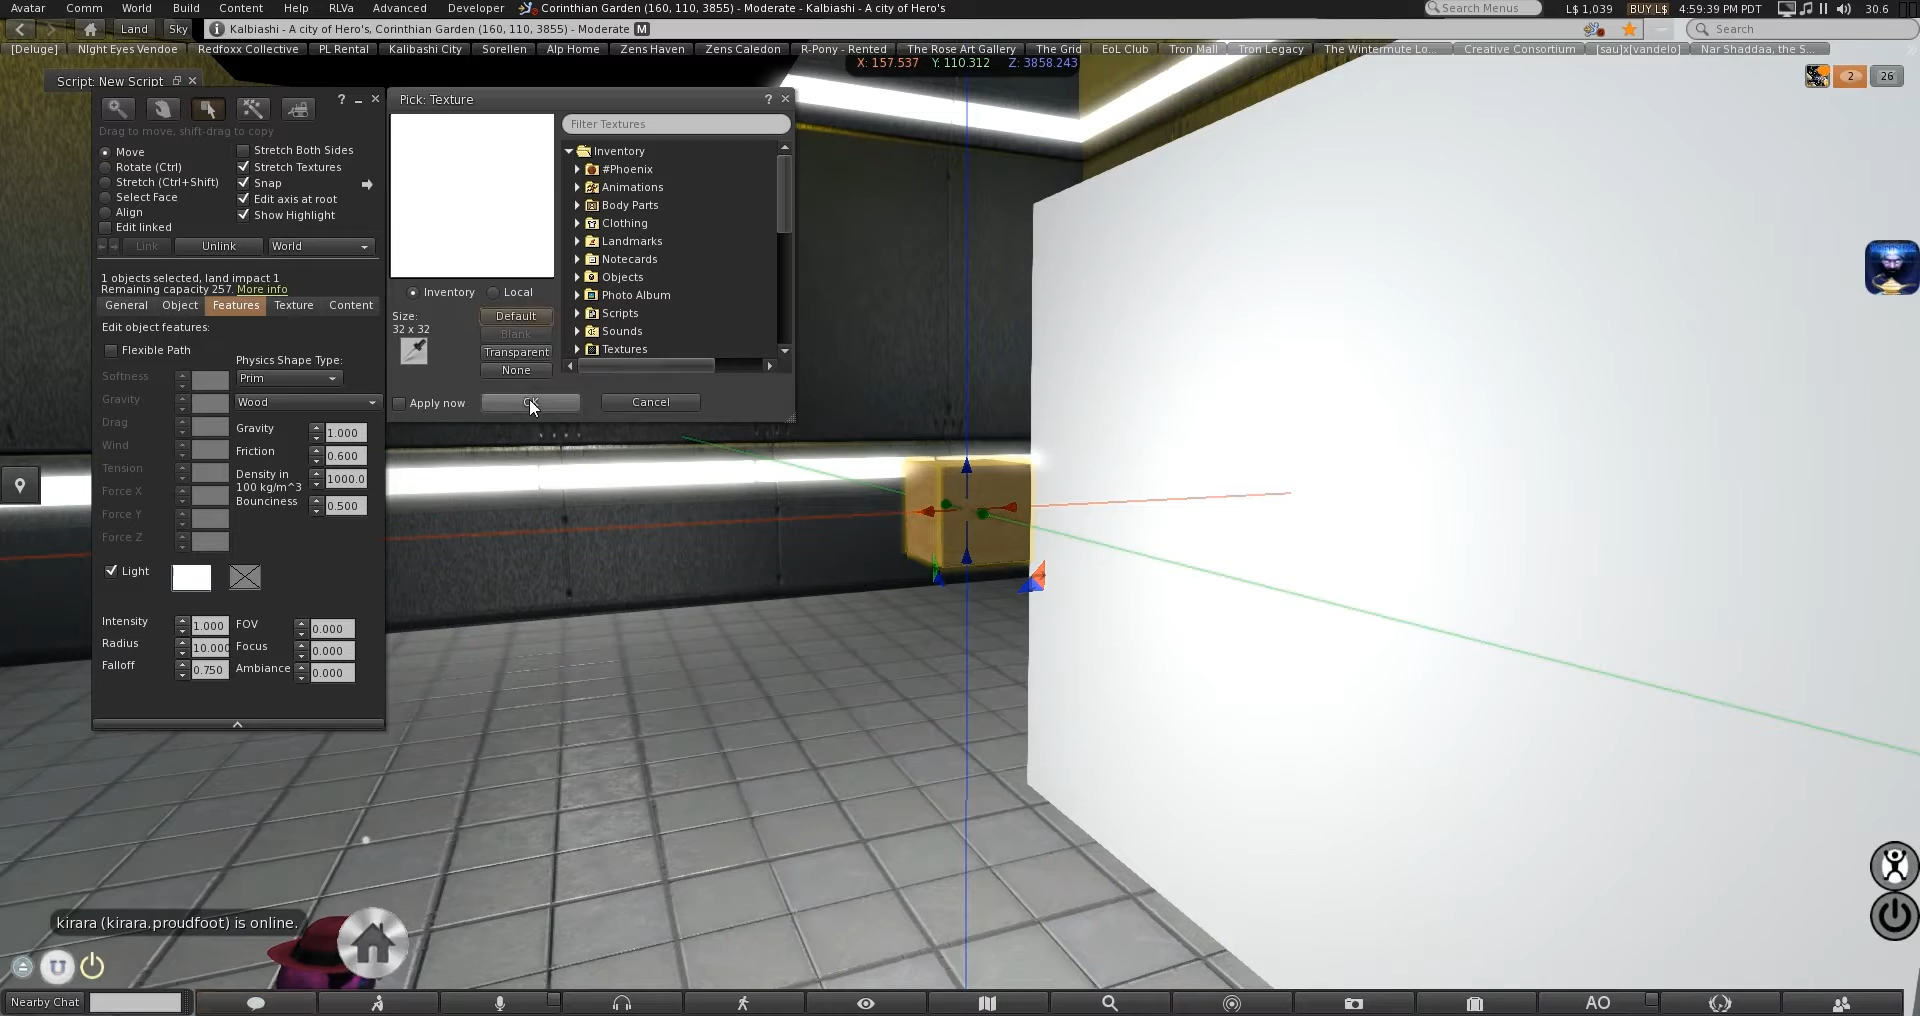 Avatar Comm World Build Content Help RLVa Advanced Developer Corinthian Garden (160, 110, 3855) - Moderate - Kalbiashi - A city of Hero's Search Menus L$ 1,039 BUY L$ 4:59:39 PM PDT 30.6
Land Sky Kalbiashi - A city of Hero's, Corinthian Garden (160, 110, 3855) - Moderate M Search
[Deluge] NIght Eyes Vendoe Redfoxx Collective PL Rental Kalibashi City Sorellen Alp Home Zens Haven Zens Caledon R-Pony - Rented The Rose Art Gallery The Grid EoL Club Tron Mall Tron Legacy The Wintermute Lo... Creative Consortium [sau]x[vandelo] Nar Shaddaa, the S...
X: 157.537 Y: 110.312 Z: 3858.243
2 26
Script: New Script
Drag to move, shift-drag to copy
Move
Rotate (Ctrl)
Stretch (Ctrl+Shift)
Select Face
Align
Edit linked
Stretch Both Sides
Stretch Textures
Snap
Edit axis at root
Show Highlight
Link Unlink World
1 objects selected, land impact 1
Remaining capacity 257. More info
General Object Features Texture Content
Edit object features:
Flexible Path
Softness
Gravity
Drag
Wind
Tension
Force X
Force Y
Force Z
Physics Shape Type:
Prim
Wood
Gravity 1.000
Friction 0.600
Density in
100 kg/m^3 1000.0
Bounciness 0.500
Light
Intensity 1.000 FOV 0.000
Radius 10.000 Focus 0.000
Falloff 0.750 Ambiance 0.000
Pick: Texture
?
Filter Textures
Inventory
#Phoenix
Animations
Body Parts
Clothing
Landmarks
Notecards
Objects
Photo Album
Scripts
Sounds
Textures
Inventory Local
Size:
32 x 32
Default
Blank
Transparent
None
Apply now OK Cancel
kirara (kirara.proudfoot) is online.
Nearby Chat AO